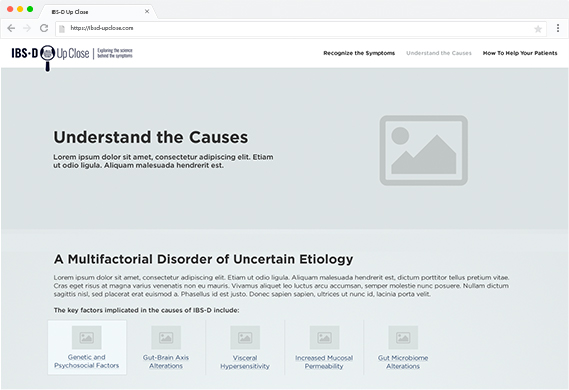 IBS-D Up Close
https://ibsd-upclose.com
IBS-D Up Close
Exploring the science
behind the symptoms
Recognize the Symptoms
Understand the Causes
How To Help Your Patients
Understand the Causes
Lorem ipsum dolor sit amet, consectetur adipiscing elit. Etiam
ut odio ligula. Aliquam malesuada hendrerit est.
A Multifactorial Disorder of Uncertain Etiology
Lorem ipsum dolor sit amet, consectetur adipiscing elit. Etiam ut odio ligula. Aliquam malesuada hendrerit est, dictum porttitor tellus pretium vitae.
Cras eget risus at magna varius venenatis non eu mauris. Vivamus aliquet leo luctus arcu accumsan, semper molestie nunc posuere. Nullam dictum
sagittis nisl, sed placerat erat euismod a. Phasellus id est justo. Donec sapien sapien, ultrices ut nunc id, lacinia porta velit.
The key factors implicated in the causes of IBS-D include:
Genetic and
Psychosocial Factors
Gut-Brain Axis
Alterations
Visceral
Hypersensitivity
Increased Mucosal
Permeability
Gut Microbiome
Alterations